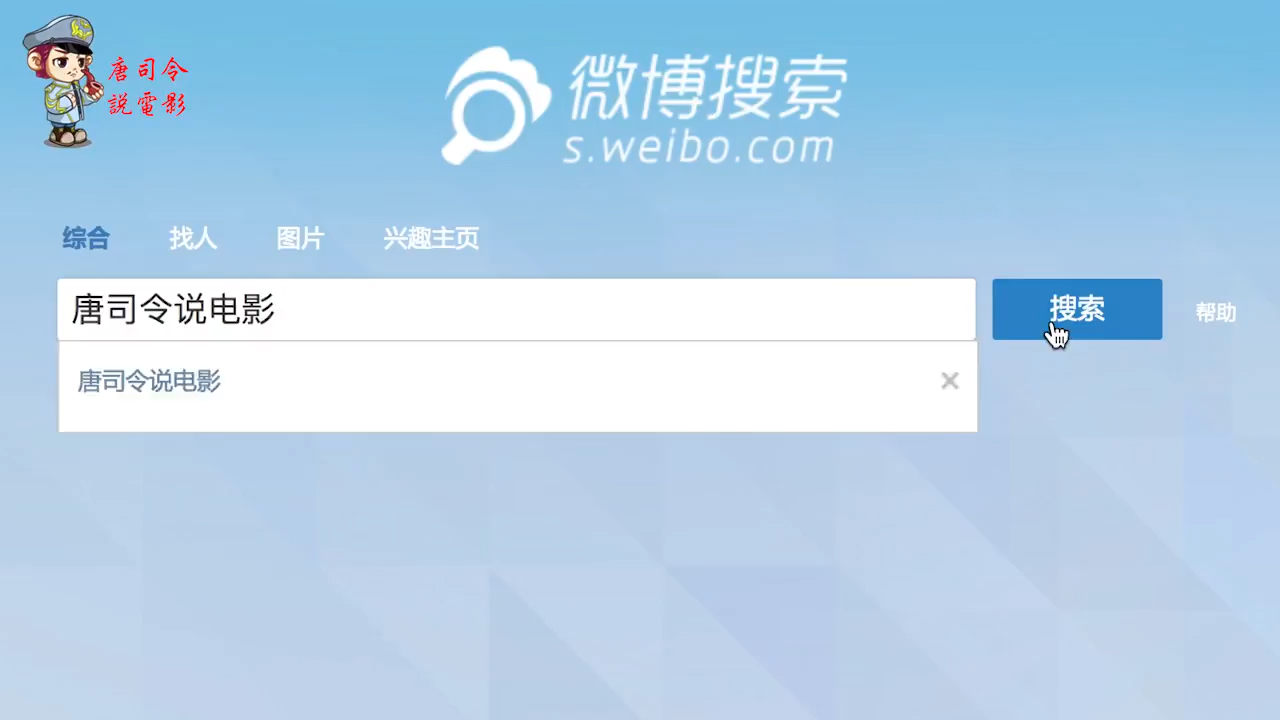 唐司令
說電影
微博搜索
s.weibo.com
综合 找人 图片 兴趣主页
唐司令说电影 搜索 帮助
唐司令说电影